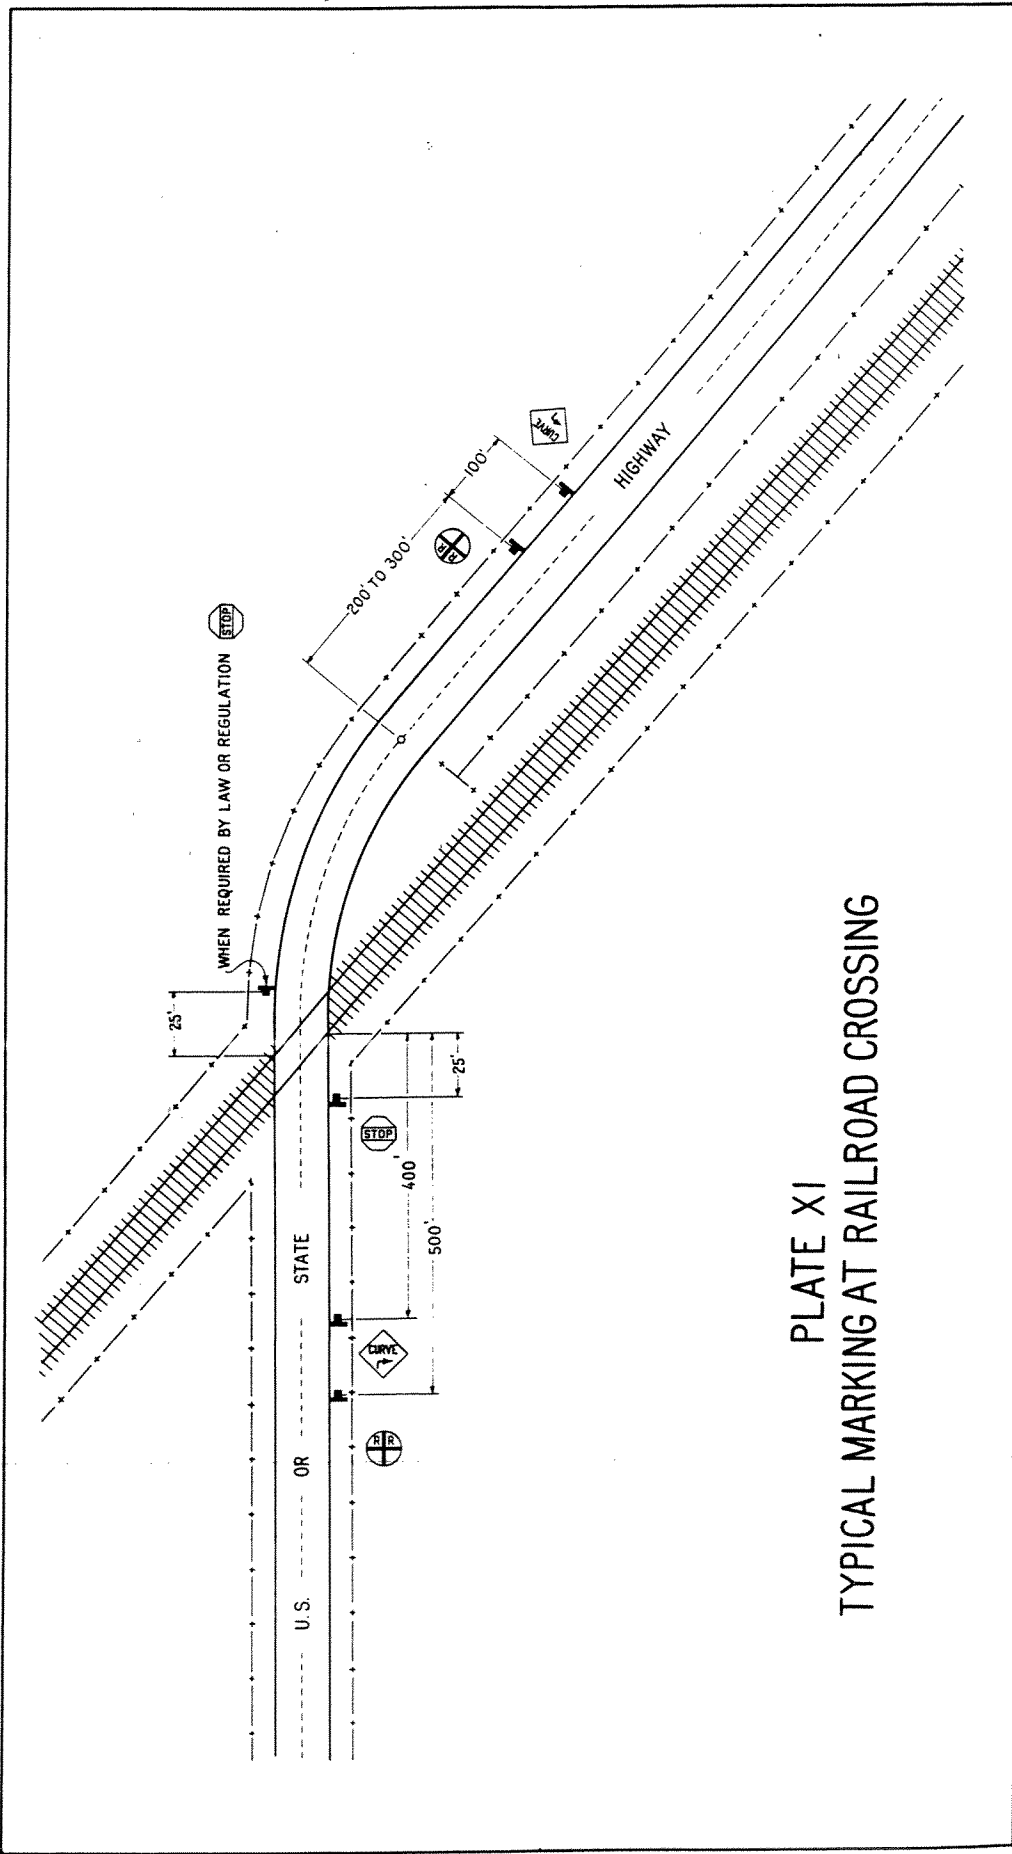 WHEN REQUIRED BY LAW OR REGULATION
STOP
25'
200' TO 300'
100'
R R
CURVE
HIGHWAY
U.S. OR STATE
STOP
25'
400'
500'
CURVE
R R
PLATE XI
TYPICAL MARKING AT RAILROAD CROSSING